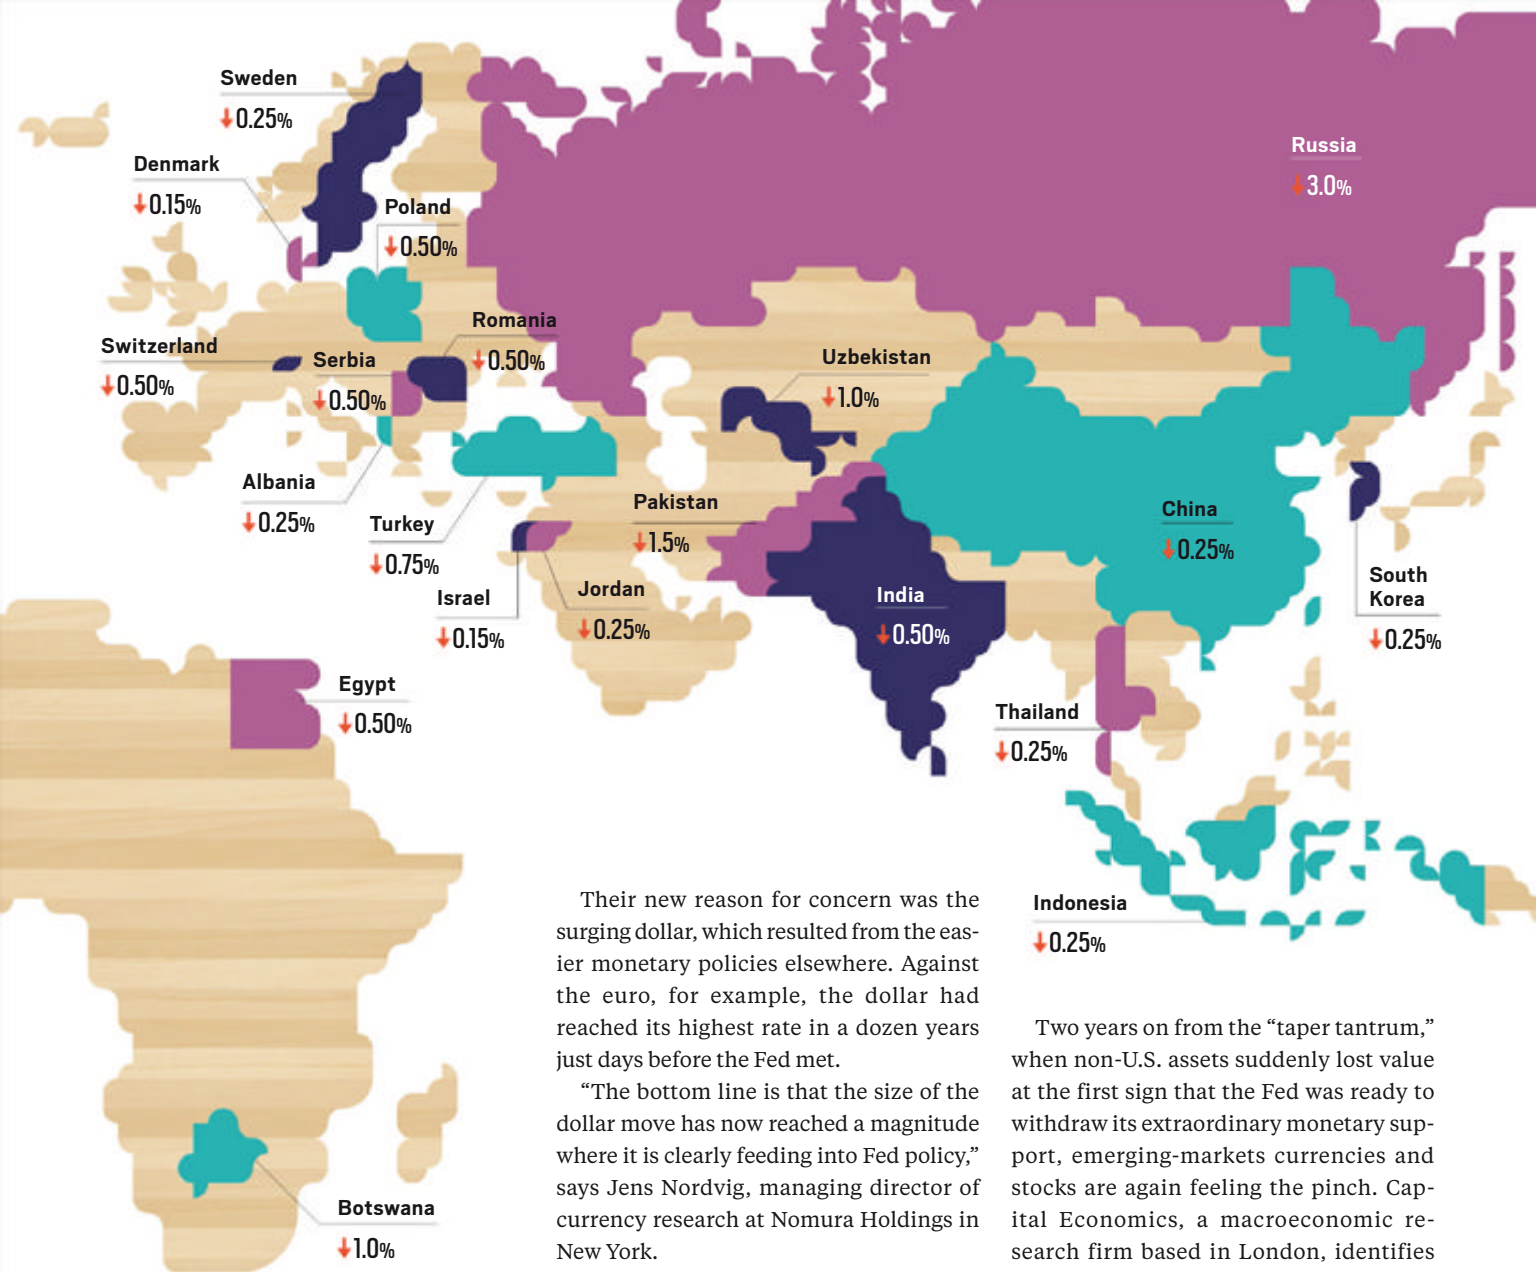 Sweden
↓0.25%
Denmark
↓0.15%
Poland
↓0.50%
Russia
↓3.0%
Romania
↓0.50%
Switzerland
↓0.50%
Serbia
↓0.50%
Uzbekistan
↓1.0%
Albania
↓0.25%
Turkey
↓0.75%
Pakistan
↓1.5%
China
↓0.25%
Israel
↓0.15%
Jordan
↓0.25%
India
↓0.50%
South
Korea
↓0.25%
Egypt
↓0.50%
Thailand
↓0.25%
Indonesia
↓0.25%
Botswana
↓1.0%
Their new reason for concern was the
surging dollar, which resulted from the eas-
ier monetary policies elsewhere. Against
the euro, for example, the dollar had
reached its highest rate in a dozen years
just days before the Fed met.
“The bottom line is that the size of the
dollar move has now reached a magnitude
where it is clearly feeding into Fed policy,”
says Jens Nordvig, managing director of
currency research at Nomura Holdings in
New York.
Two years on from the “taper tantrum,”
when non-U.S. assets suddenly lost value
at the first sign that the Fed was ready to
withdraw its extraordinary monetary sup-
port, emerging-markets currencies and
stocks are again feeling the pinch. Cap-
ital Economics, a macroeconomic re-
search firm based in London, identifies